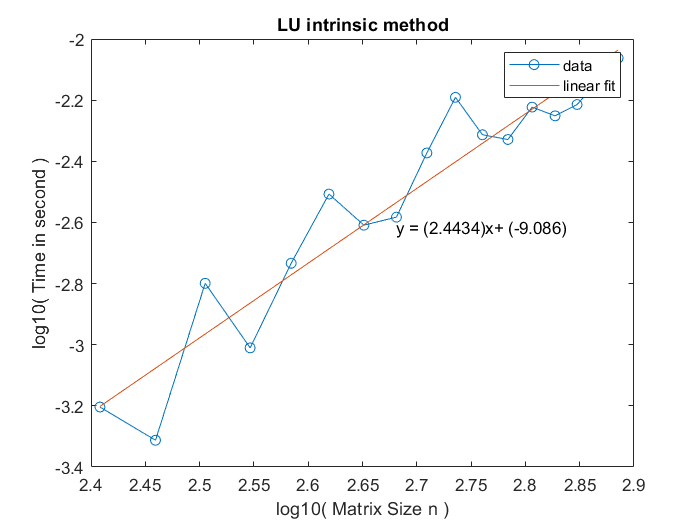 LU intrinsic method
data
linear fit
y = (2.4434)x+ (-9.086)
log10( Time in second )
-2
-2.2
-2.4
-2.6
-2.8
-3
-3.2
-3.4
2.4 2.45 2.5 2.55 2.6 2.65 2.7 2.75 2.8 2.85 2.9
log10( Matrix Size n )